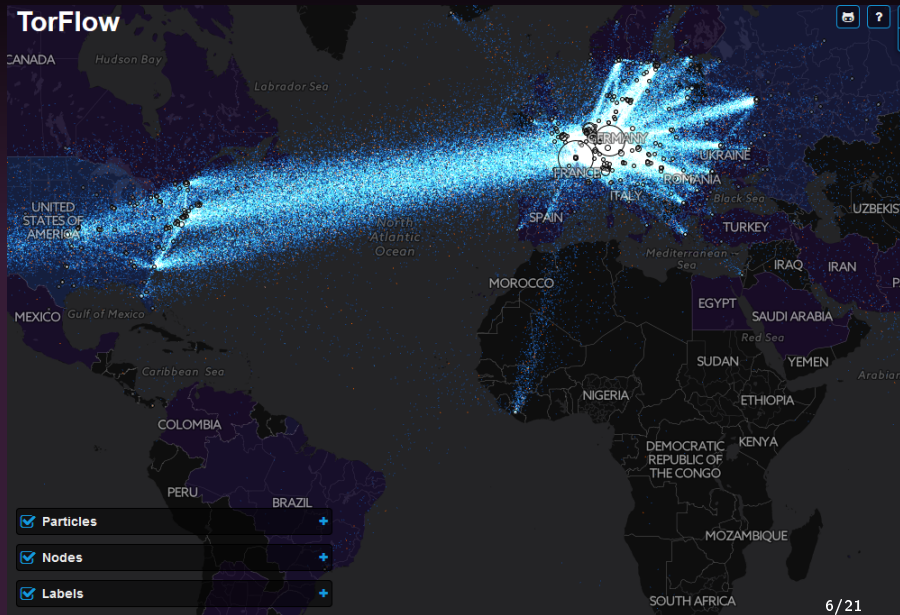 TorFlow
?
CANADA
Hudson Bay
Labrador Sea
GERMANY
UKRAINE
FRANCE
ROMANIA
ITALY
Black Sea
UNITED
STATES OF
AMERICA
North
Atlantic
Ocean
SPAIN
TURKEY
UZBEKIS
Mediterranean
Sea
IRAQ
IRAN
MOROCCO
P
MEXICO
Gulf of Mexico
EGYPT
SAUDI ARABIA
Red Sea
Caribbean Sea
SUDAN
YEMEN
Arabian
NIGERIA
ETHIOPIA
COLOMBIA
KENYA
DEMOCRATIC
REPUBLIC OF
THE CONGO
PERU
BRAZIL
Particles +
MOZAMBIQUE
Nodes +
Labels +
SOUTH AFRICA
6/21